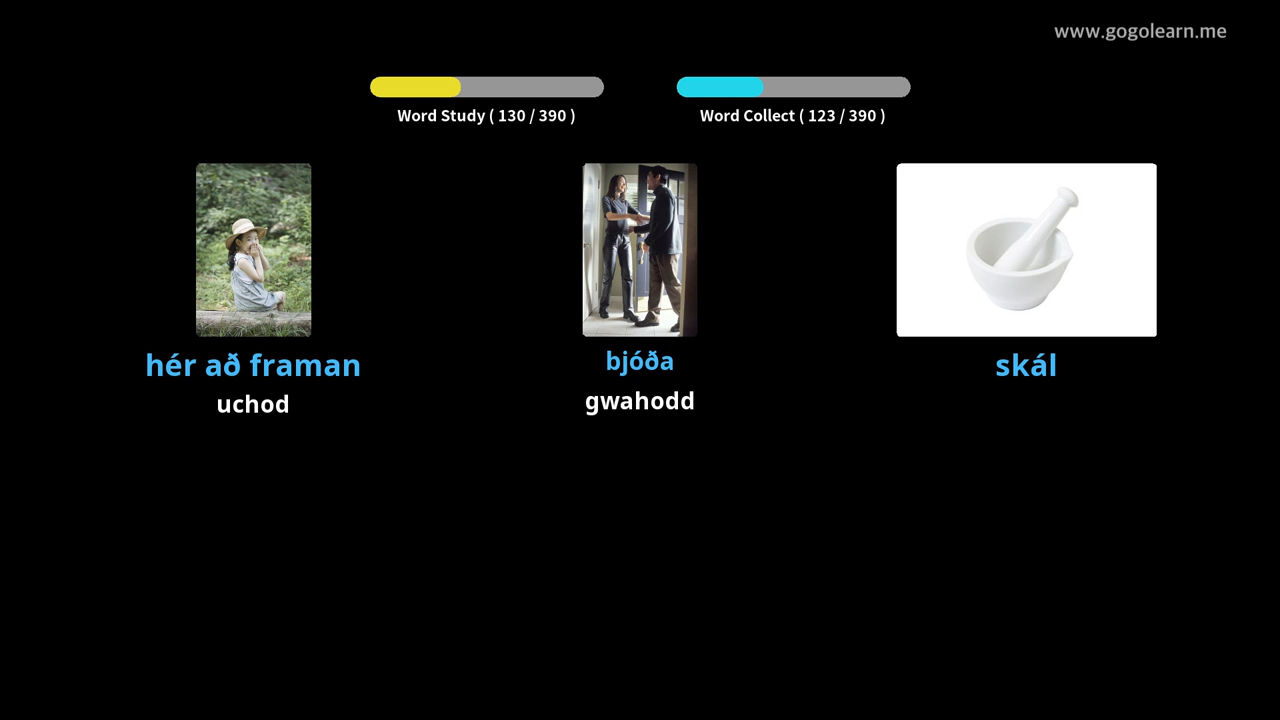 www.gogolearn.me
Word Study ( 130 / 390 )
Word Collect ( 123 / 390 )
hér að framan
uchod
bjóða
gwahodd
skál